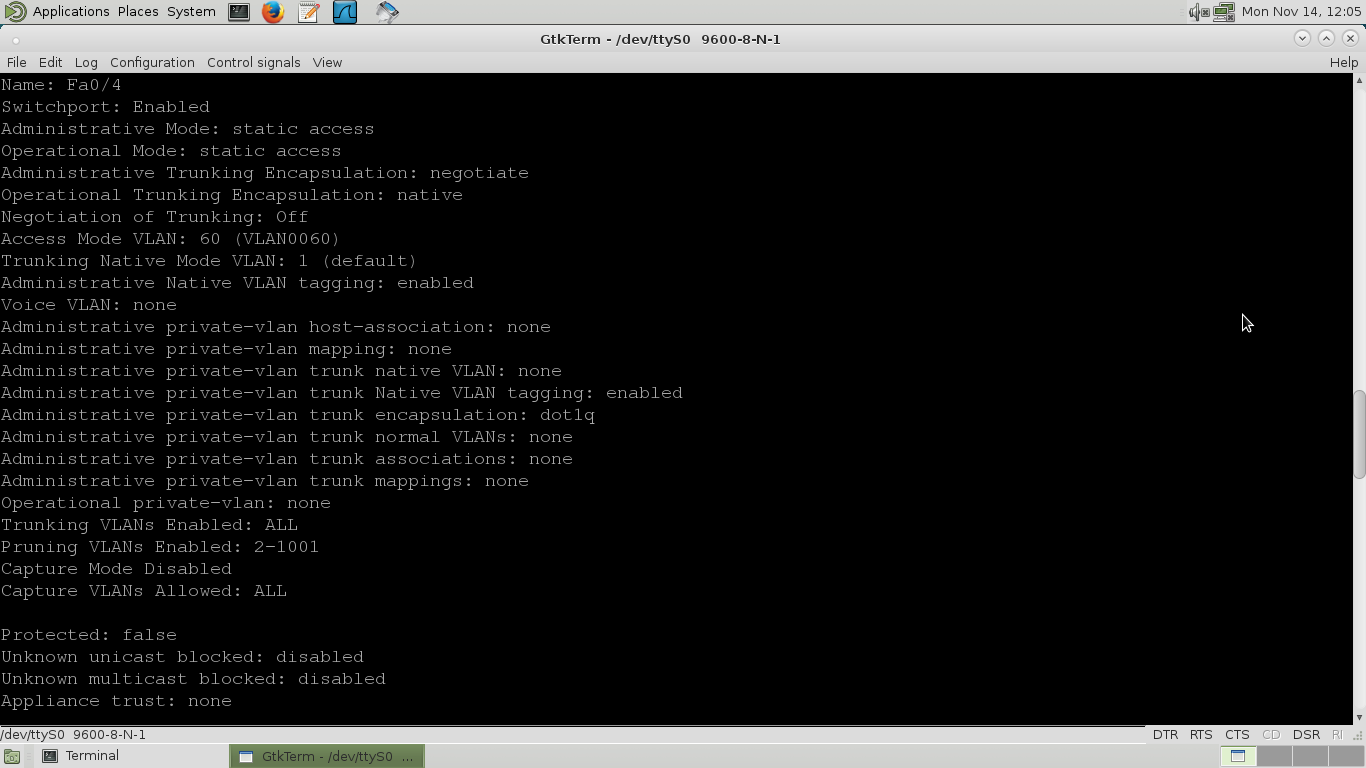 Applications Places System
Mon Nov 14, 12:05
GtkTerm - /dev/ttyS0 9600-8-N-1
File Edit Log Configuration Control signals View Help
Name: Fa0/4
Switchport: Enabled
Administrative Mode: static access
Operational Mode: static access
Administrative Trunking Encapsulation: negotiate
Operational Trunking Encapsulation: native
Negotiation of Trunking: Off
Access Mode VLAN: 60 (VLAN0060)
Trunking Native Mode VLAN: 1 (default)
Administrative Native VLAN tagging: enabled
Voice VLAN: none
Administrative private-vlan host-association: none
Administrative private-vlan mapping: none
Administrative private-vlan trunk native VLAN: none
Administrative private-vlan trunk Native VLAN tagging: enabled
Administrative private-vlan trunk encapsulation: dot1q
Administrative private-vlan trunk normal VLANs: none
Administrative private-vlan trunk associations: none
Administrative private-vlan trunk mappings: none
Operational private-vlan: none
Trunking VLANs Enabled: ALL
Pruning VLANs Enabled: 2-1001
Capture Mode Disabled
Capture VLANs Allowed: ALL
Protected: false
Unknown unicast blocked: disabled
Unknown multicast blocked: disabled
Appliance trust: none
/dev/ttyS0 9600-8-N-1
DTR RTS CTS CD DSR RI
Terminal
GtkTerm - /dev/ttyS0 ...